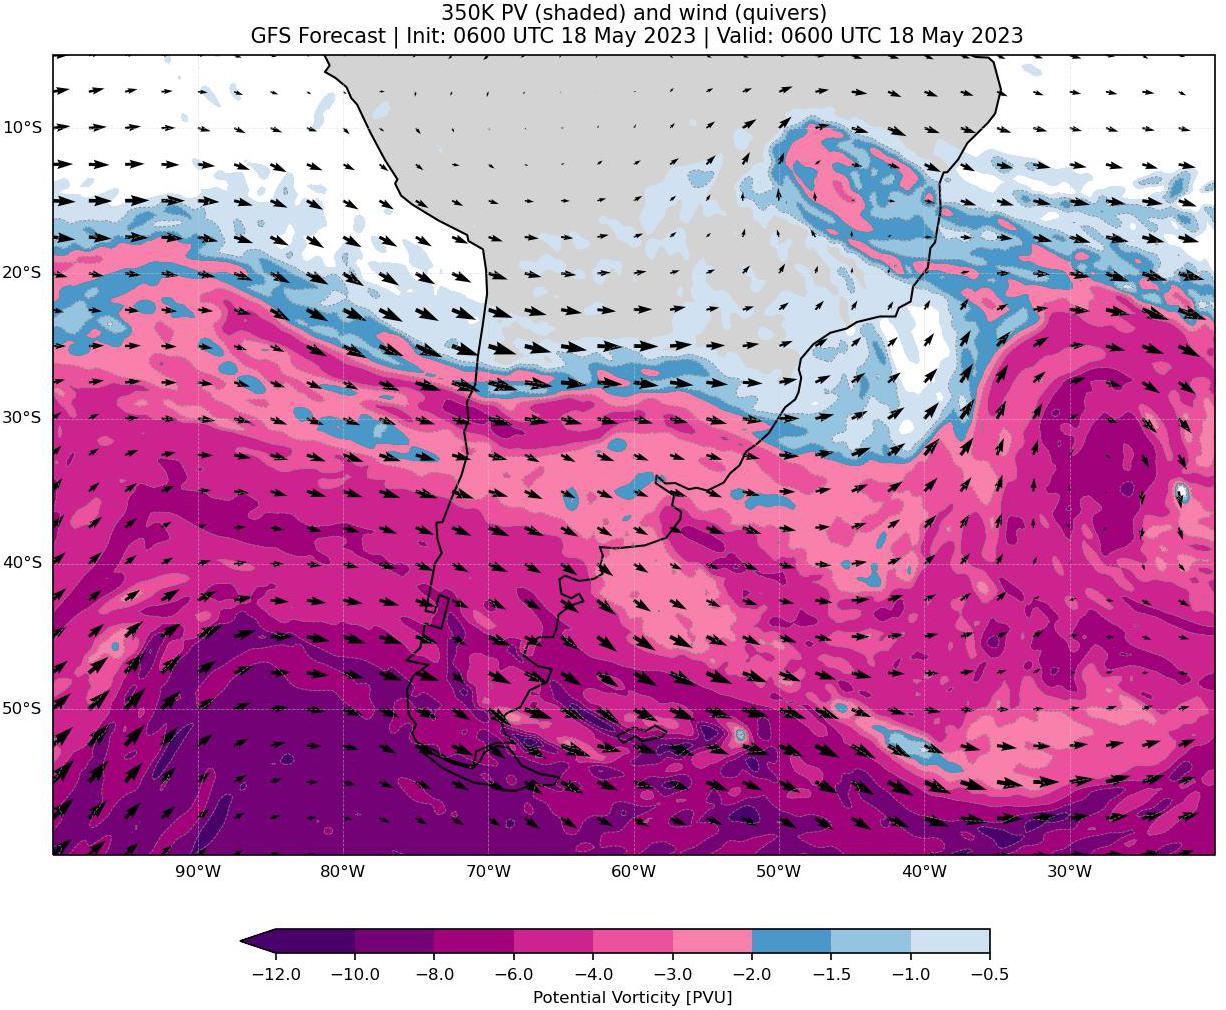 350K PV (shaded) and wind (quivers)
GFS Forecast | Init: 0600 UTC 18 May 2023 | Valid: 0600 UTC 18 May 2023
10°S
20°S
30°S
40°S
50°S
90°W 80°W 70°W 60°W 50°W 40°W 30°W
−12.0 −10.0 −8.0 −6.0 −4.0 −3.0 −2.0 −1.5 −1.0 −0.5
Potential Vorticity [PVU]